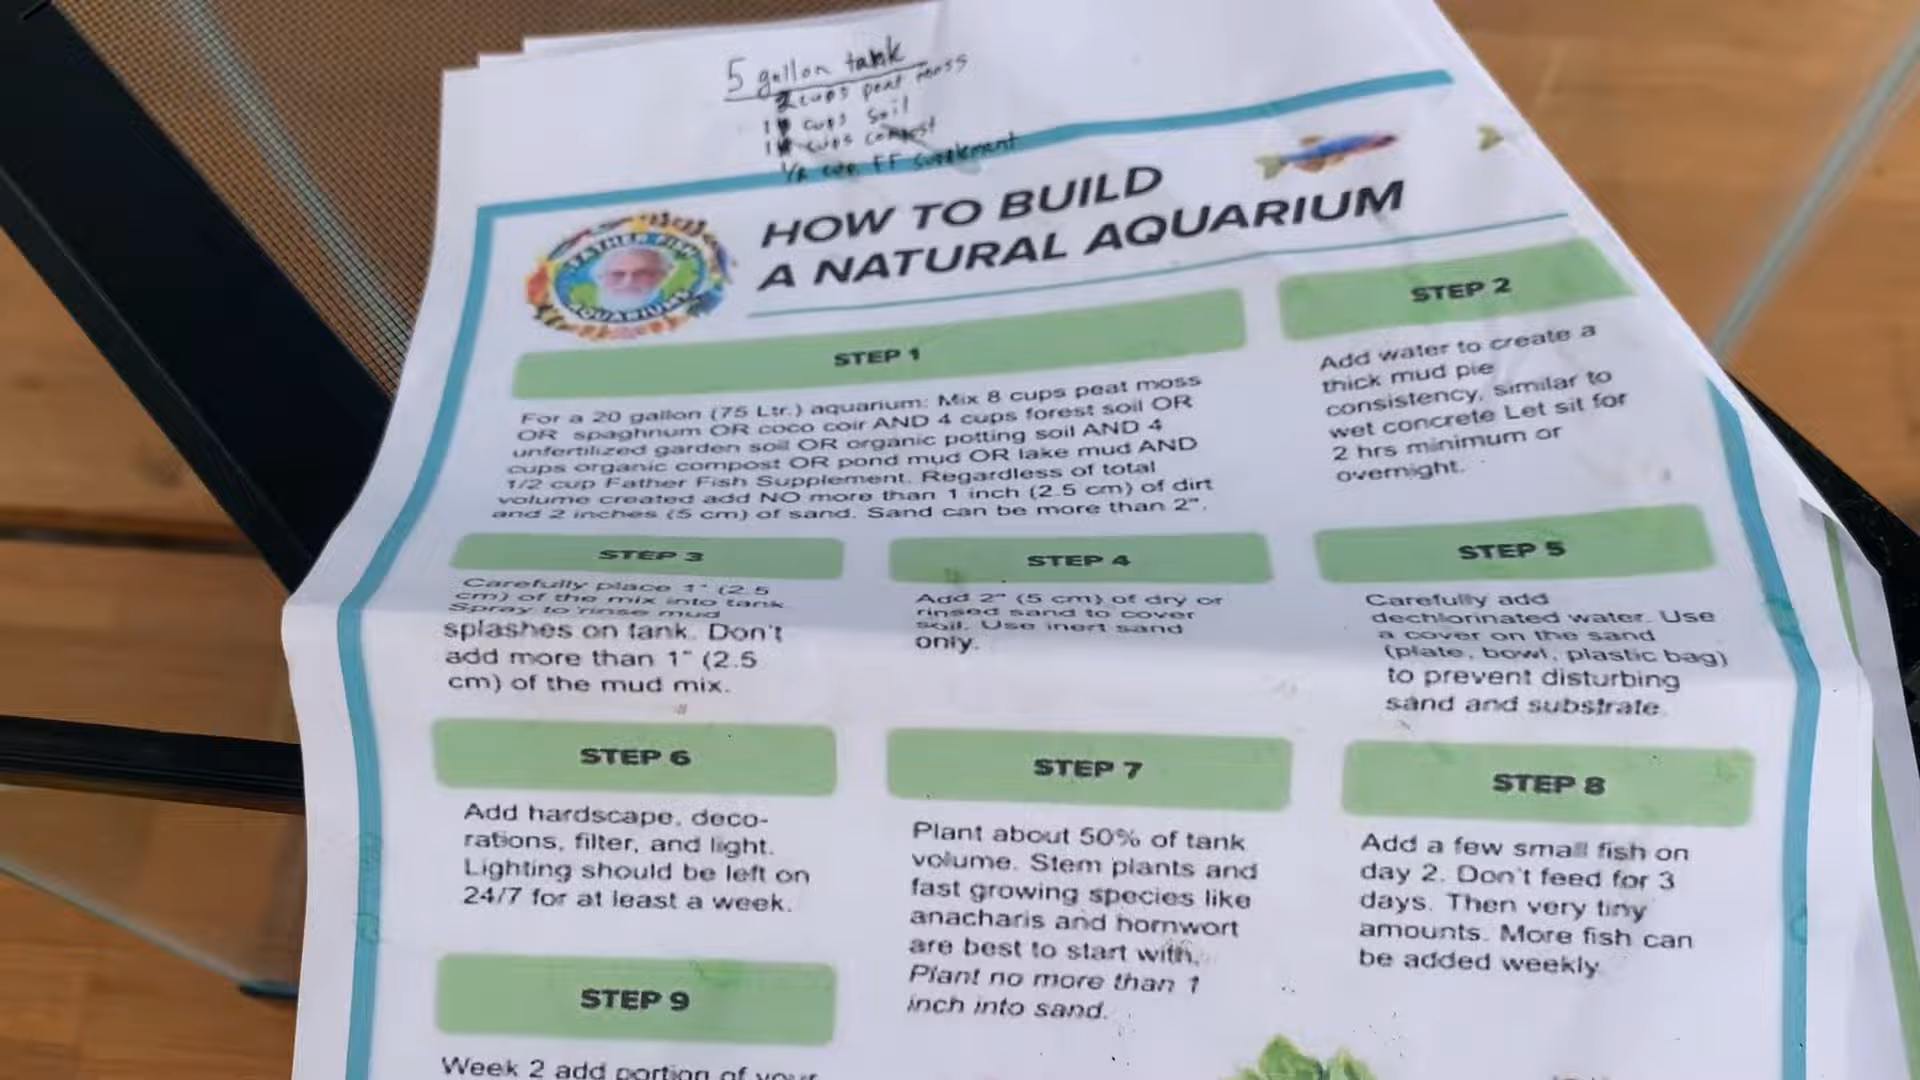 5 gallon tank
2 cups peat moss
1 cups soil
1 cups compost
cup FF supplement
FATHER FISH
AQUARIUMS
HOW TO BUILD
A NATURAL AQUARIUM
STEP 1
For a 20 gallon (75 Ltr.) aquarium: Mix 8 cups peat moss
OR spaghnum OR coco coir AND 4 cups forest soil OR
unfertilized garden soil OR organic potting soil AND 4
cups organic compost OR pond mud OR lake mud AND
1/2 cup Father Fish Supplement. Regardless of total
volume created add NO more than 1 inch (2.5 cm) of dirt
and 2 inches (5 cm) of sand. Sand can be more than 2".
STEP 2
Add water to create a
thick mud pie
consistency, similar to
wet concrete Let sit for
2 hrs minimum or
overnight.
STEP 3
Carefully place 1" (2.5
cm) of the mix into tank
Spray to rinse mud
splashes on tank. Don't
add more than 1" (2.5
cm) of the mud mix.
STEP 4
Add 2" (5 cm) of dry or
rinsed sand to cover
soil. Use inert sand
only.
STEP 5
Carefully add
dechlorinated water. Use
a cover on the sand
(plate, bowl, plastic bag)
to prevent disturbing
sand and substrate.
STEP 6
Add hardscape, deco-
rations, filter, and light.
Lighting should be left on
24/7 for at least a week.
STEP 7
Plant about 50% of tank
volume. Stem plants and
fast growing species like
anacharis and hornwort
are best to start with.
Plant no more than 1
inch into sand.
STEP 8
Add a few small fish on
day 2. Don't feed for 3
days. Then very tiny
amounts. More fish can
be added weekly
STEP 9
Week 2 add portion of your